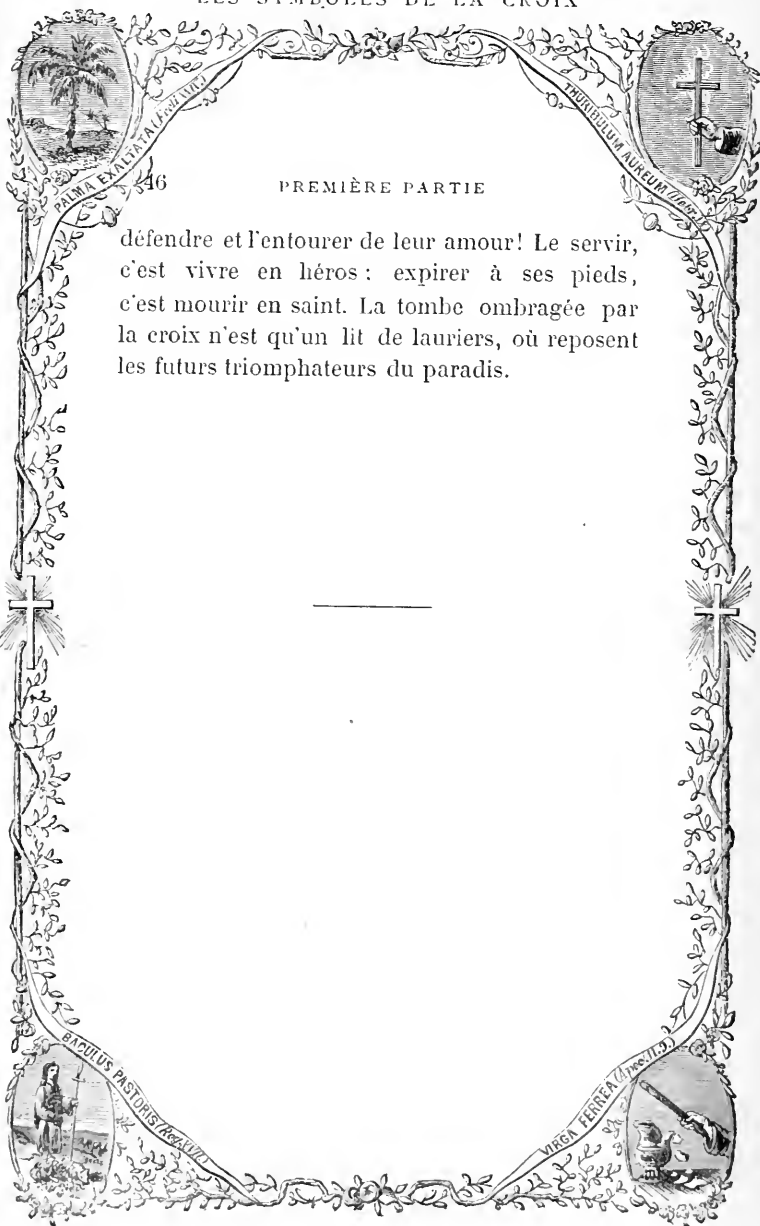 LES SYMBOLES DE LA CROIX
PALMA EXALTATA
THURIBULUM AUREUM
46 PREMIÈRE PARTIE
défendre et l'entourer de leur amour! Le servir,
c'est vivre en héros : expirer à ses pieds,
c'est mourir en saint. La tombe ombragée par
la croix n'est qu'un lit de lauriers, où reposent
les futurs triomphateurs du paradis.
BACULUS PASTORIS
VIRGA FERREA